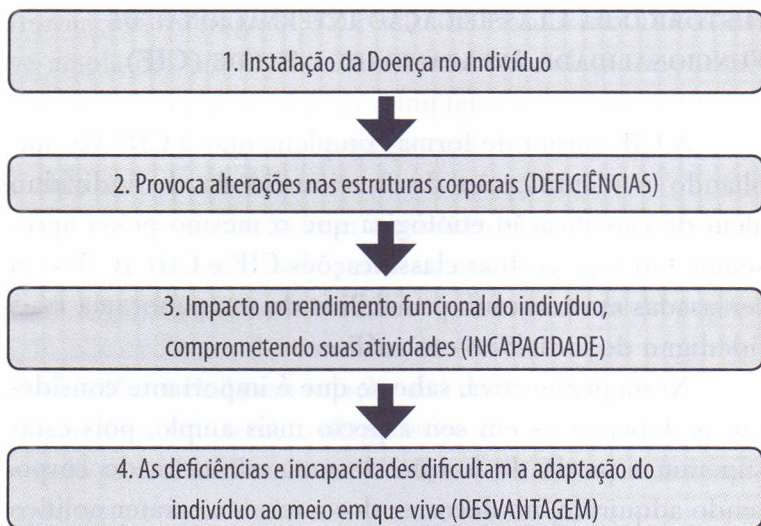 1. Instalação da Doença no Indivíduo
2. Provoca alterações nas estruturas corporais (DEFICIÊNCIAS)
3. Impacto no rendimento funcional do indivíduo,
comprometendo suas atividades (INCAPACIDADE)
4. As deficiências e incapacidades dificultam a adaptação do
indivíduo ao meio em que vive (DESVANTAGEM)